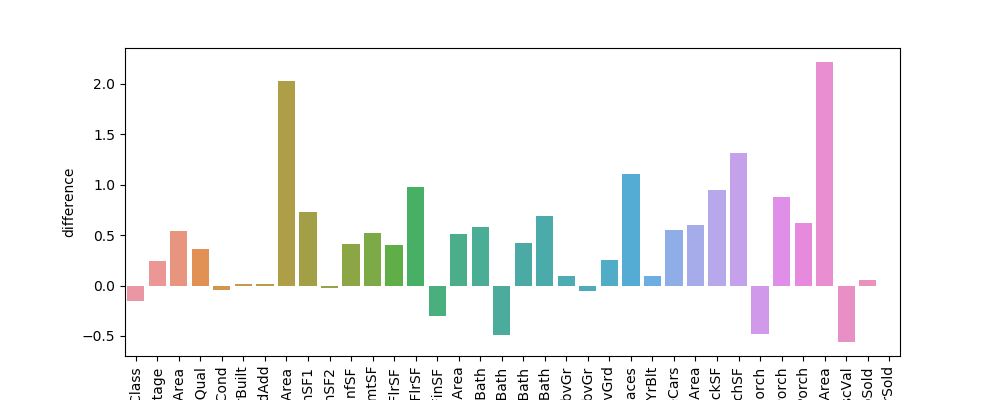 2.0
1.5
1.0
0.5
0.0
−0.5
difference
Class
tage
Area
Qual
Cond
Built
dAdd
Area
nSF1
nSF2
nfSF
mtSF
FlrSF
FlrSF
inSF
Area
Bath
Bath
Bath
Bath
bvGr
bvGr
vGrd
aces
YrBlt
Cars
Area
ckSF
chSF
orch
orch
orch
Area
cVal
Sold
rSold